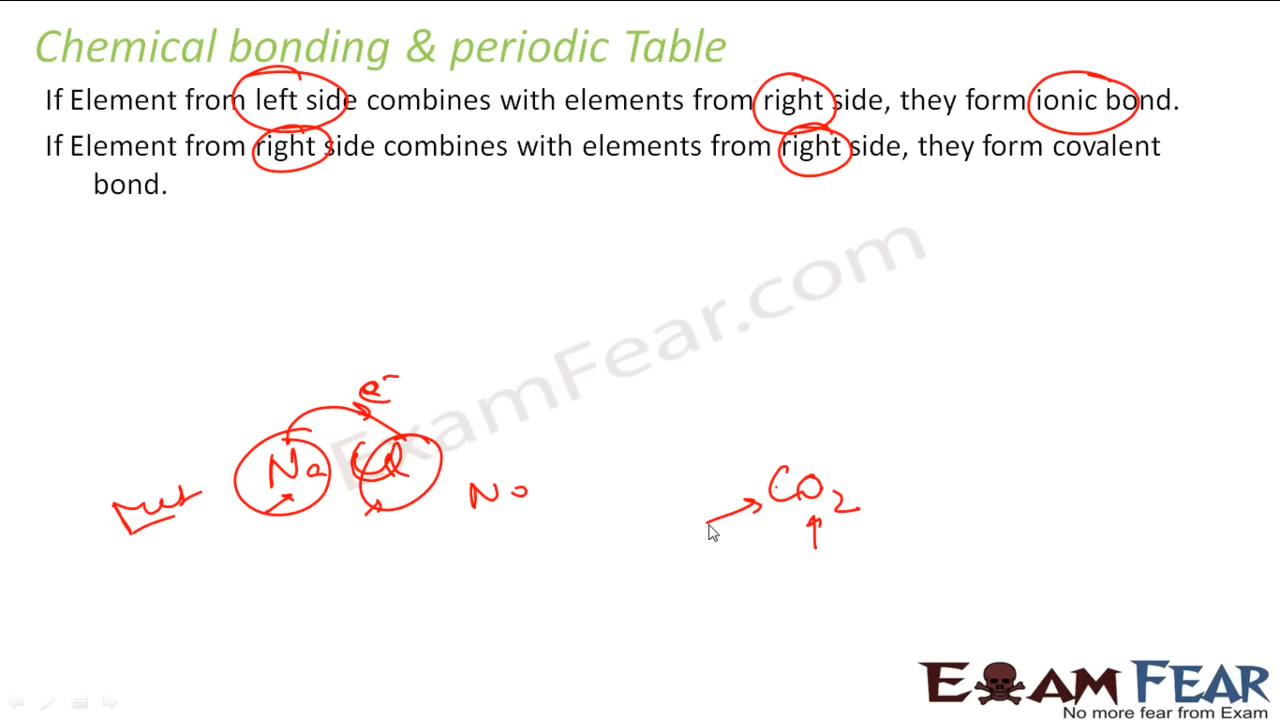 Chemical bonding & periodic Table
If Element from left side combines with elements from right side, they form ionic bond.
If Element from right side combines with elements from right side, they form covalent
bond.
ExamFear.com
e-
Met Na Cl No
CO2
EXAM FEAR
No more fear from Exam